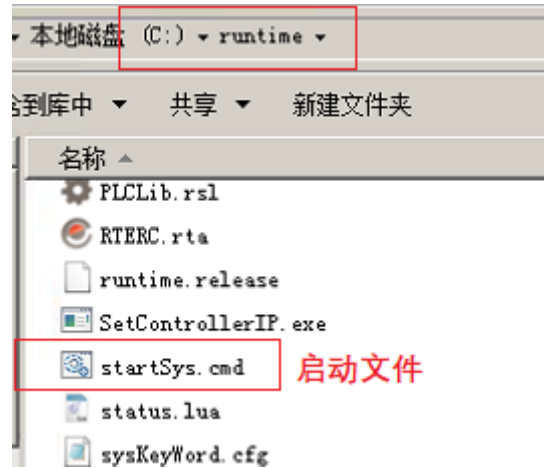 本地磁盘 (C:) runtime
含到库中 共享 新建文件夹
名称
PLCLib.rsl
RTERC.rta
runtime.release
SetControllerIP.exe
startSys.cmd 启动文件
status.lua
sysKeyWord.cfg